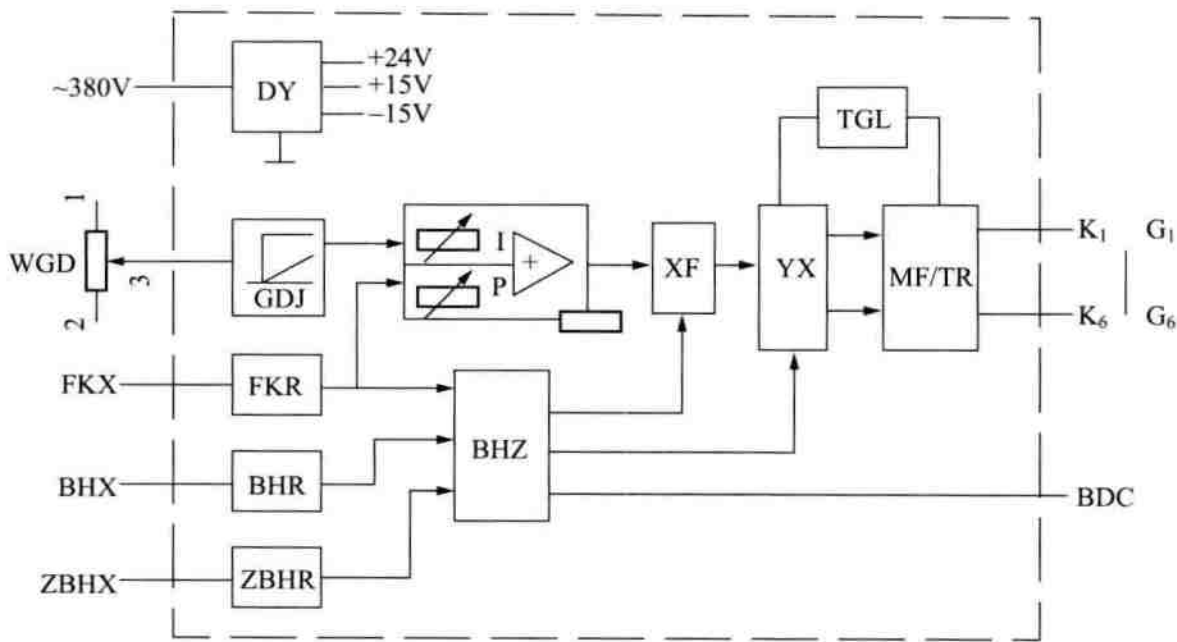 +24V
~380V
DY
+15V
−15V
TGL
1
WGD
3
2
GDJ
I
P
+
XF
YX
MF/TR
K₁
G₁
K₆
G₆
FKX
FKR
BHZ
BHX
BHR
BDC
ZBHX
ZBHR